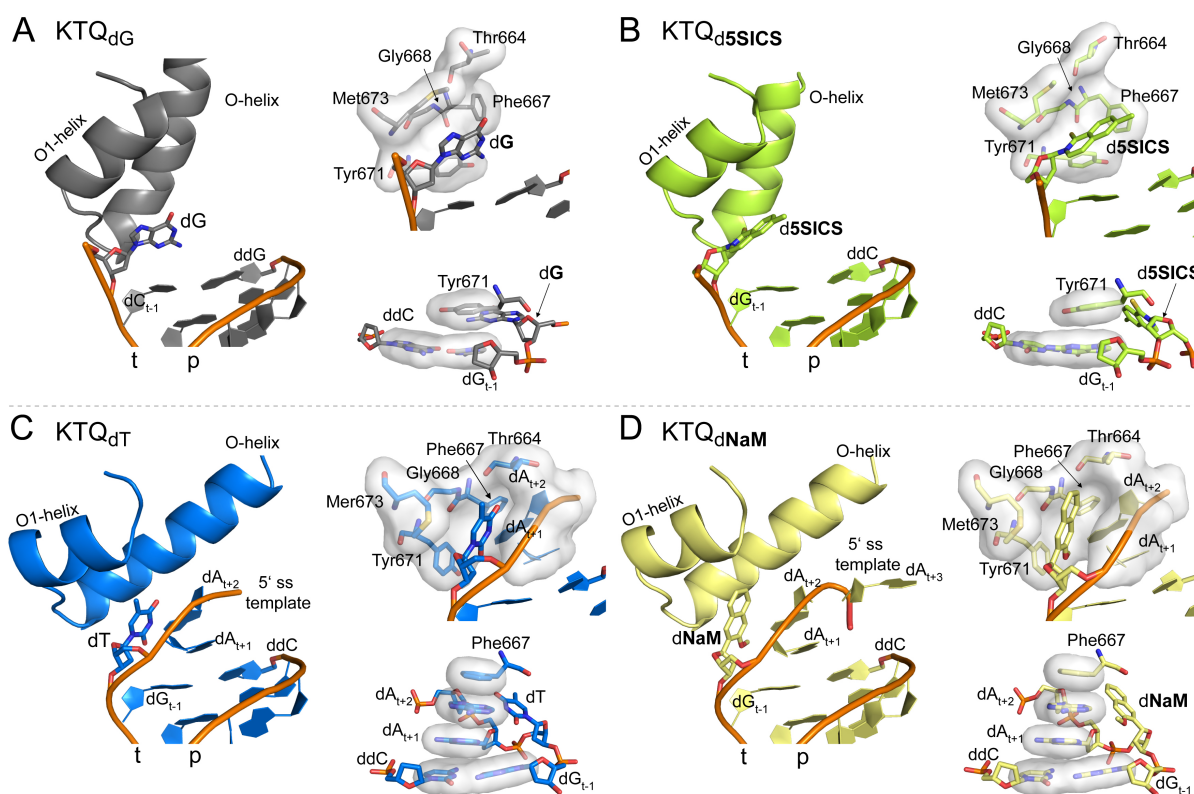 A KTQdG
O-helix
O1-helix
dG
ddG
dCt-1
t p
Thr664
Gly668
Met673
Phe667
dG
Tyr671
Tyr671
dG
ddC
dGt-1
B KTQd5SICS
O-helix
O1-helix
d5SICS
ddC
dGt-1
t p
Thr664
Gly668
Met673
Phe667
Tyr671
d5SICS
d5SICS
Tyr671
ddC
dGt-1
C KTQdT
O-helix
O1-helix
dAt+2
5' ss
template
dT
dAt+1
ddC
dGt-1
t p
Thr664
Phe667
Gly668
dAt+2
Mer673
dAt+1
Tyr671
Phe667
dAt+2
dT
dAt+1
ddC
dGt-1
D KTQdNaM
O-helix
O1-helix
5' ss
template
dAt+2
dAt+3
dNaM
dAt+1
ddC
dGt-1
t p
Thr664
Phe667
Gly668
dAt+2
Met673
dAt+1
Tyr671
Phe667
dAt+2
dNaM
dAt+1
ddC
dGt-1